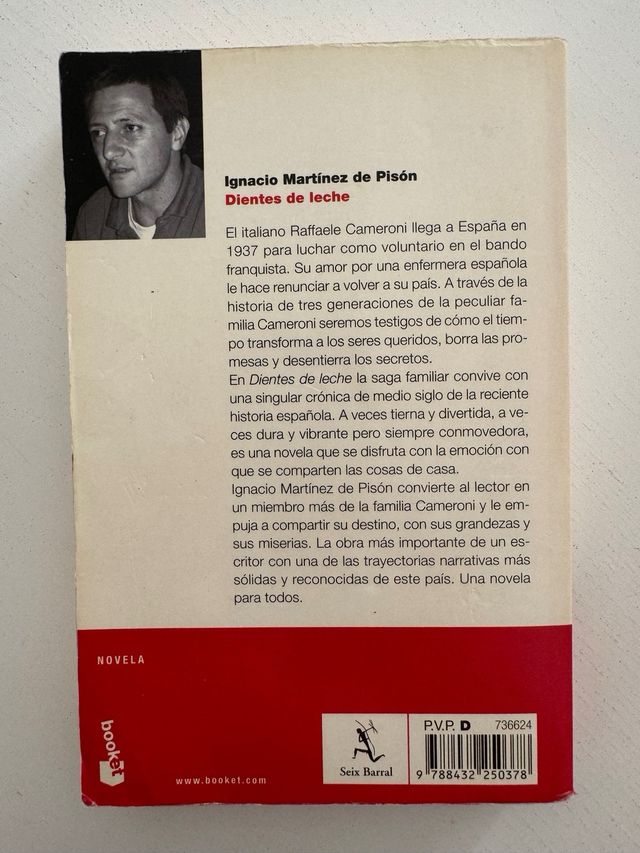 Ignacio Martínez de Pisón
Dientes de leche
El italiano Raffaele Cameroni llega a España en
1937 para luchar como voluntario en el bando
franquista. Su amor por una enfermera española
le hace renunciar a volver a su país. A través de la
historia de tres generaciones de la peculiar fa-
milia Cameroni seremos testigos de cómo el tiem-
po transforma a los seres queridos, borra las pro-
mesas y desentierra los secretos.
En Dientes de leche la saga familiar convive con
una singular crónica de medio siglo de la reciente
historia española. A veces tierna y divertida, a ve-
ces dura y vibrante pero siempre conmovedora,
es una novela que se disfruta con la emoción con
que se comparten las cosas de casa.
Ignacio Martínez de Pisón convierte al lector en
un miembro más de la familia Cameroni y le em-
puja a compartir su destino, con sus grandezas y
sus miserias. La obra más importante de un es-
critor con una de las trayectorias narrativas más
sólidas y reconocidas de este país. Una novela
para todos.
NOVELA
booket
www.booket.com
Seix Barral
P.V.P. D 736624
9 788432 250378